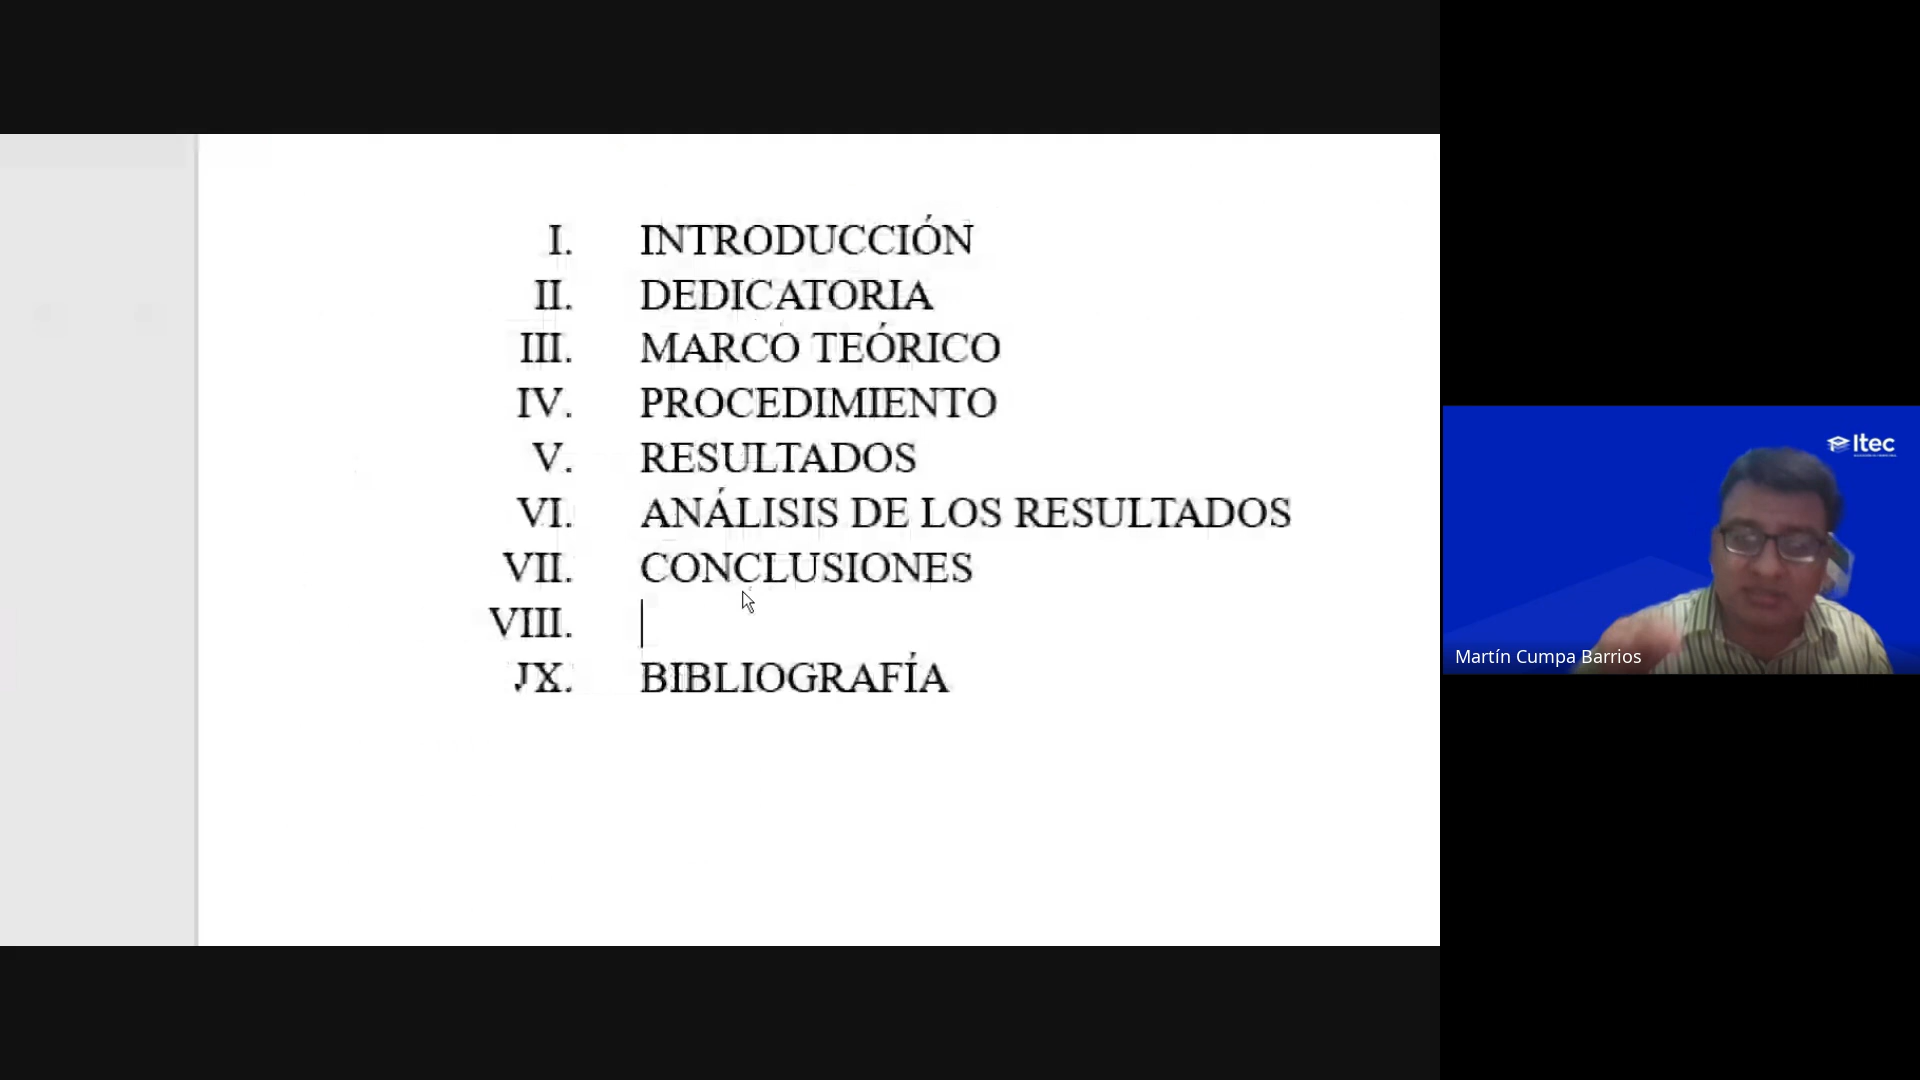 I. INTRODUCCIÓN
II. DEDICATORIA
III. MARCO TEÓRICO
IV. PROCEDIMIENTO
V. RESULTADOS
VI. ANÁLISIS DE LOS RESULTADOS
VII. CONCLUSIONES
VIII.
IX. BIBLIOGRAFÍA
Itec
Martín Cumpa Barrios